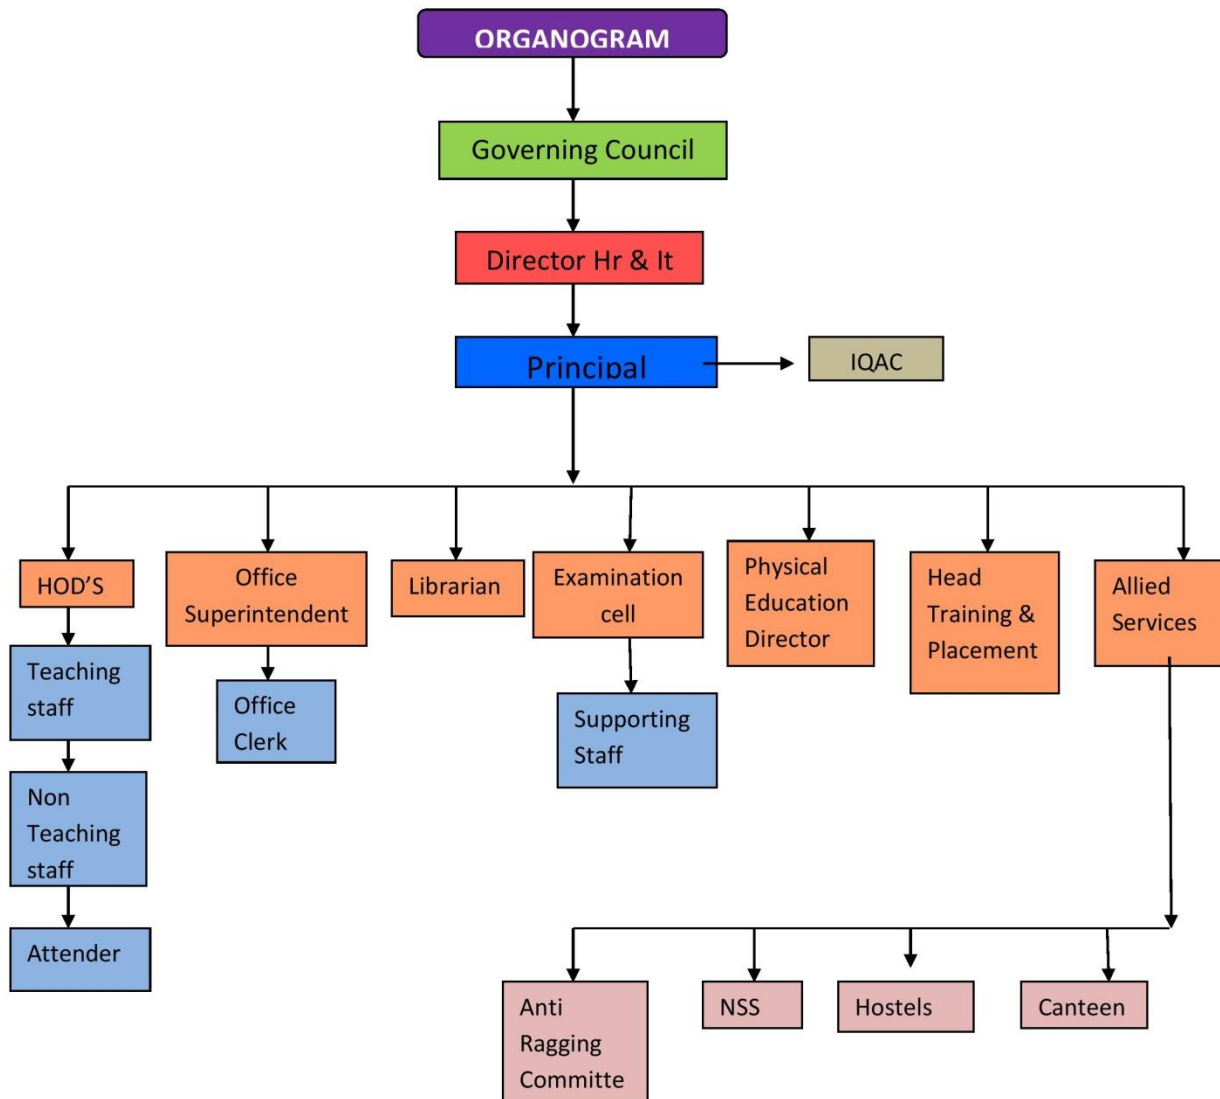 ORGANOGRAM
Governing Council
Director Hr & It
Principal
IQAC
HOD'S
Office
Superintendent
Librarian
Examination
cell
Physical
Education
Director
Head
Training &
Placement
Allied
Services
Teaching
staff
Office
Clerk
Supporting
Staff
Non
Teaching
staff
Attender
Anti
Ragging
Committe
NSS
Hostels
Canteen